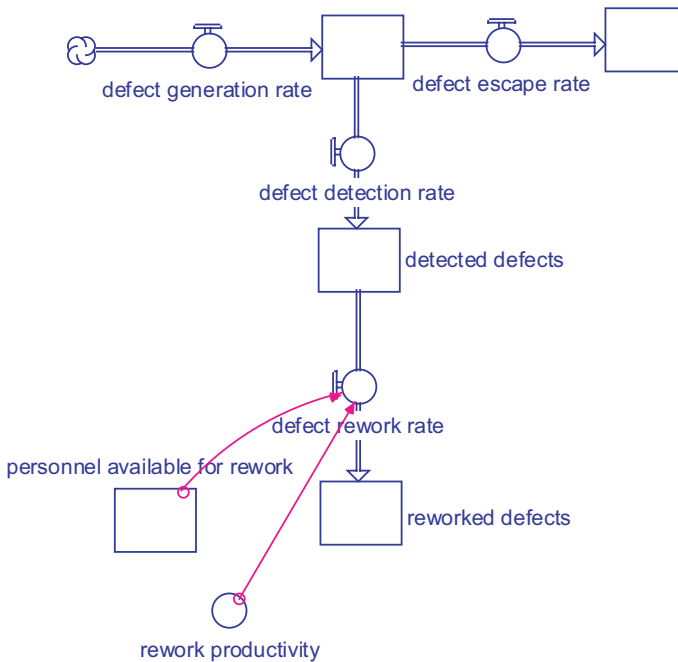 defect generation rate
defect escape rate
defect detection rate
detected defects
defect rework rate
personnel available for rework
reworked defects
rework productivity